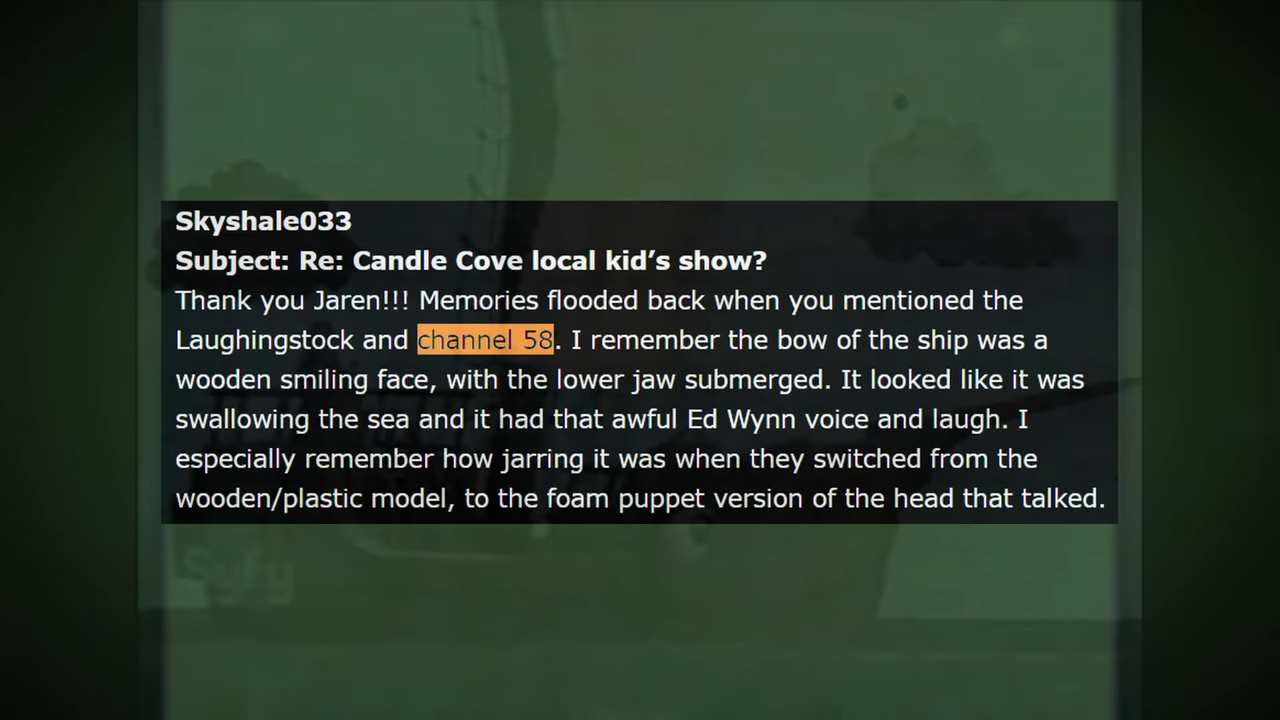 Skyshale033
Subject: Re: Candle Cove local kid’s show?
Thank you Jaren!!! Memories flooded back when you mentioned the
Laughingstock and channel 58. I remember the bow of the ship was a
wooden smiling face, with the lower jaw submerged. It looked like it was
swallowing the sea and it had that awful Ed Wynn voice and laugh. I
especially remember how jarring it was when they switched from the
wooden/plastic model, to the foam puppet version of the head that talked.
Syfy